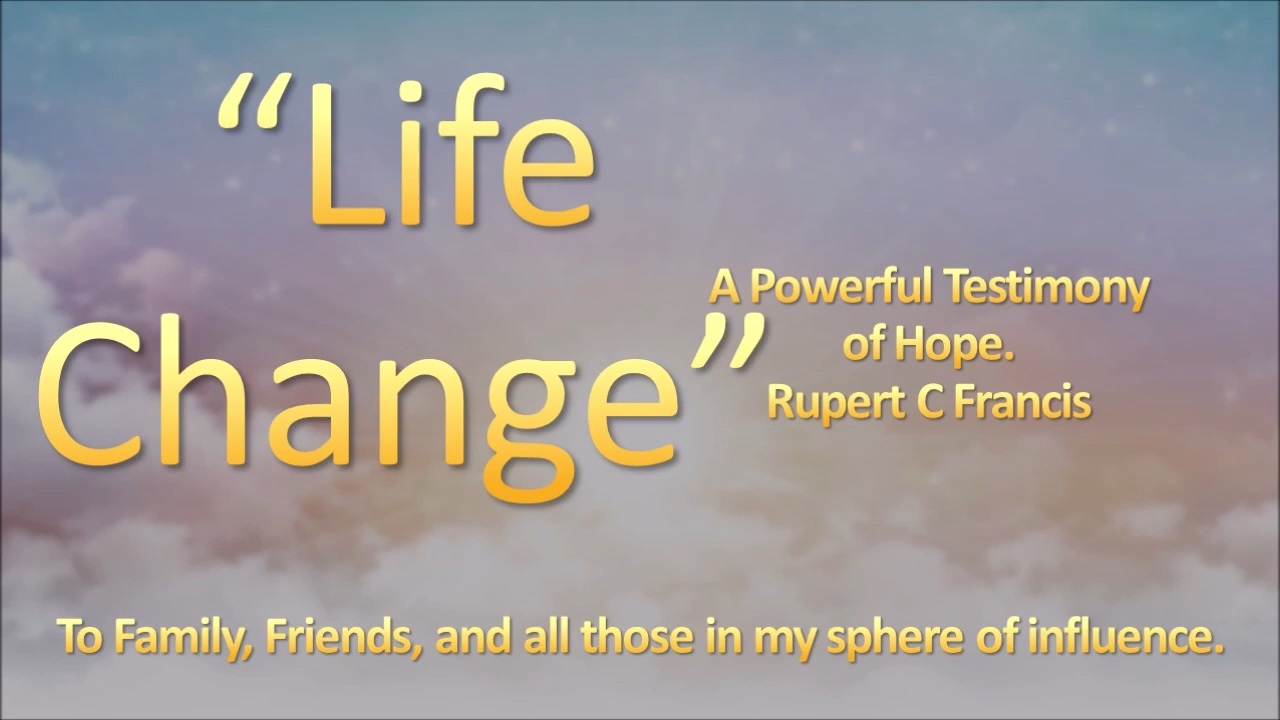 “Life
Change”
A Powerful Testimony
of Hope.
Rupert C Francis
To Family, Friends, and all those in my sphere of influence.